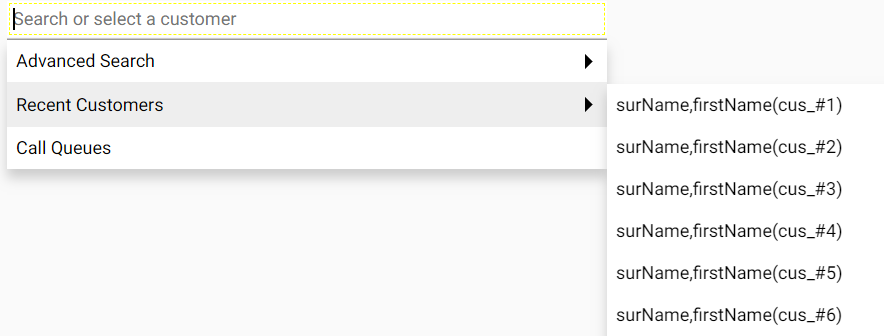 Search or select a customer
Advanced Search
Recent Customers
Call Queues
surName,firstName(cus_#1)
surName,firstName(cus_#2)
surName,firstName(cus_#3)
surName,firstName(cus_#4)
surName,firstName(cus_#5)
surName,firstName(cus_#6)